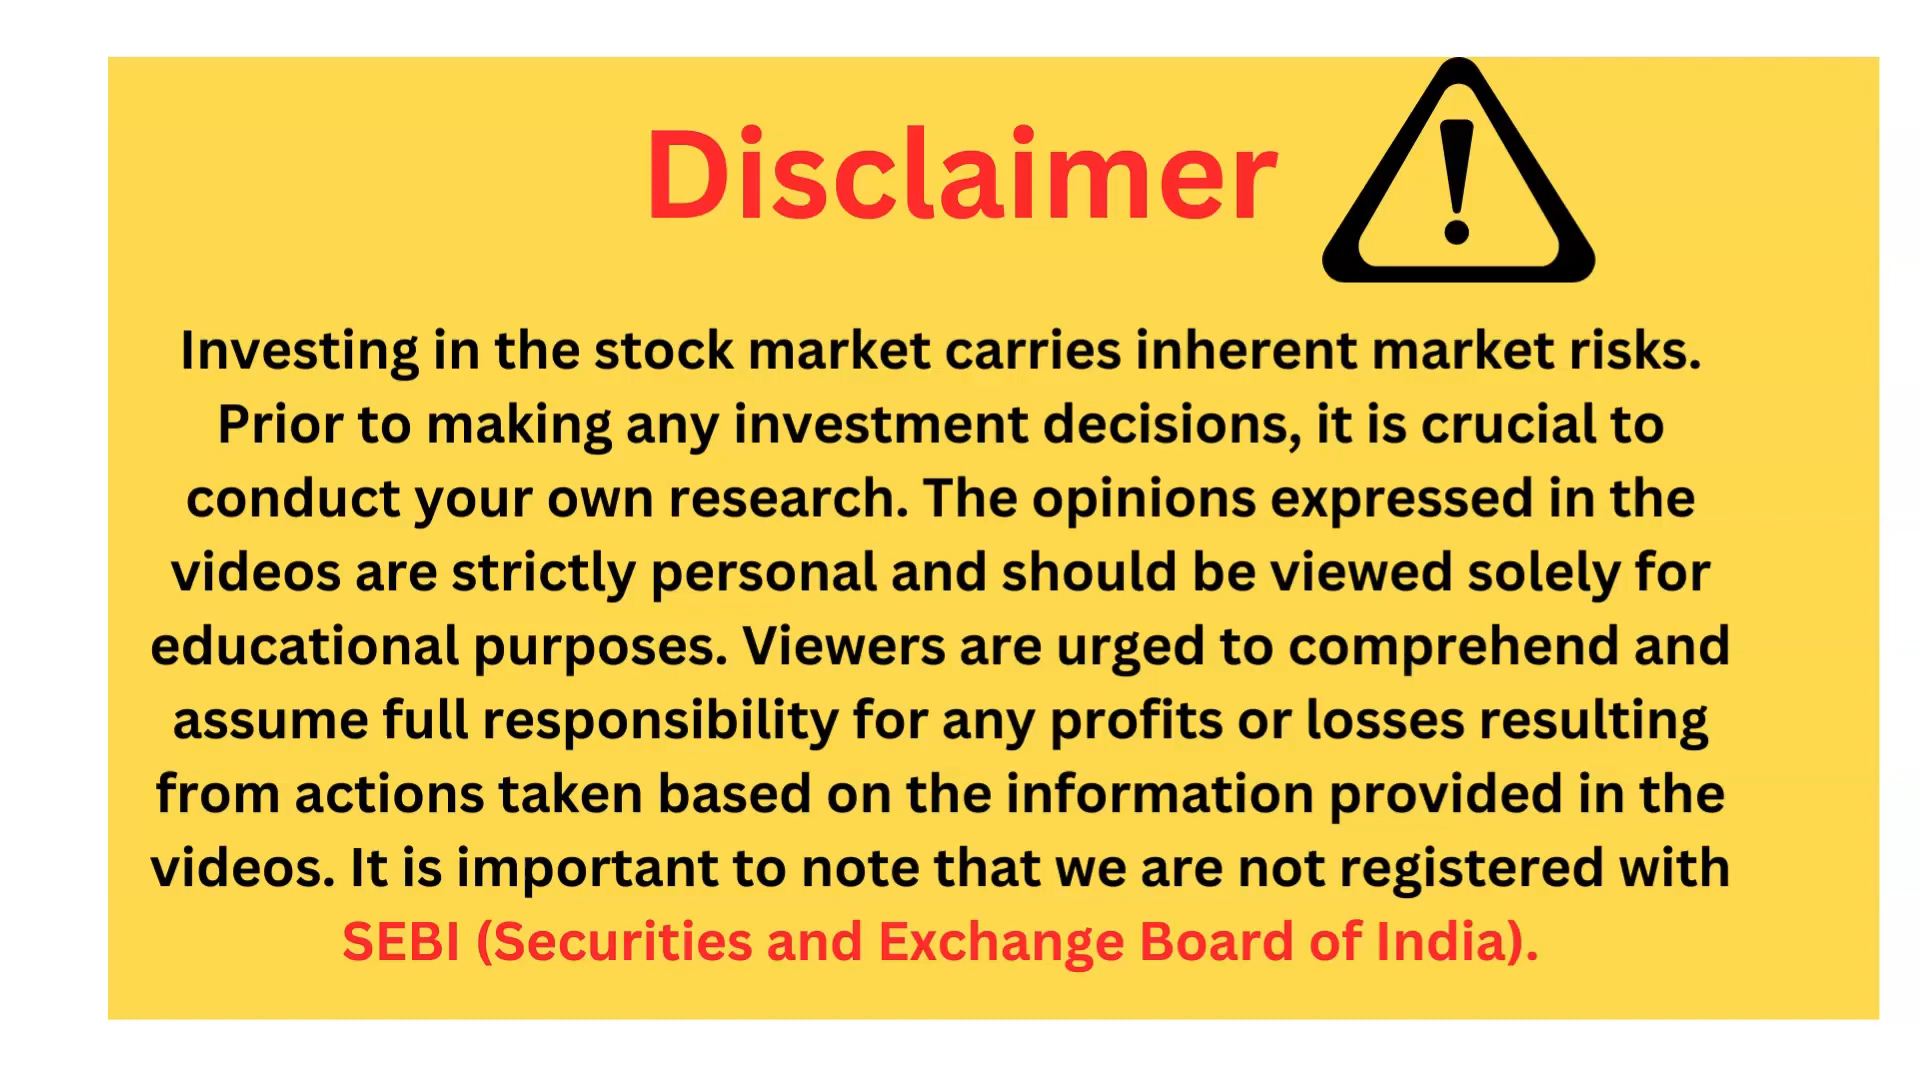 Disclaimer
Investing in the stock market carries inherent market risks.
Prior to making any investment decisions, it is crucial to
conduct your own research. The opinions expressed in the
videos are strictly personal and should be viewed solely for
educational purposes. Viewers are urged to comprehend and
assume full responsibility for any profits or losses resulting
from actions taken based on the information provided in the
videos. It is important to note that we are not registered with
SEBI (Securities and Exchange Board of India).